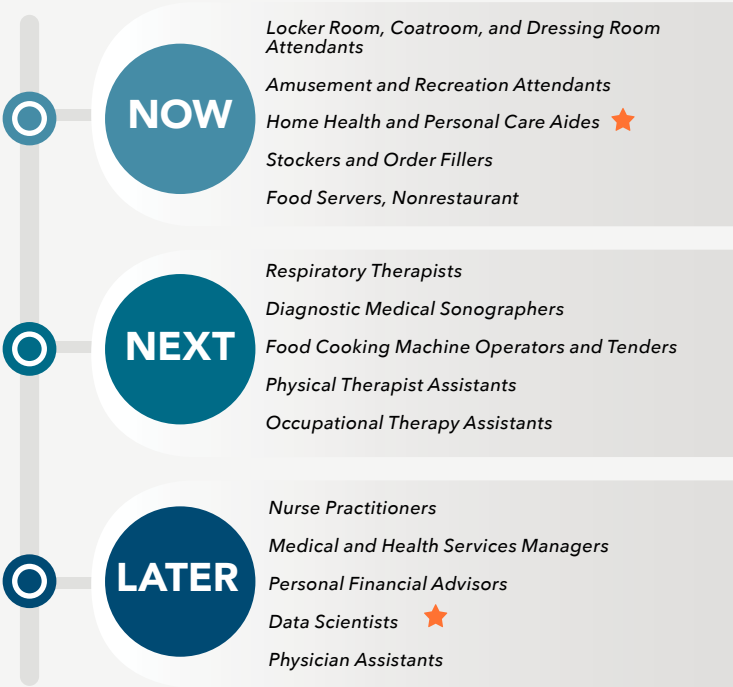 NOW
Locker Room, Coatroom, and Dressing Room
Attendants
Amusement and Recreation Attendants
Home Health and Personal Care Aides
Stockers and Order Fillers
Food Servers, Nonrestaurant
NEXT
Respiratory Therapists
Diagnostic Medical Sonographers
Food Cooking Machine Operators and Tenders
Physical Therapist Assistants
Occupational Therapy Assistants
LATER
Nurse Practitioners
Medical and Health Services Managers
Personal Financial Advisors
Data Scientists
Physician Assistants